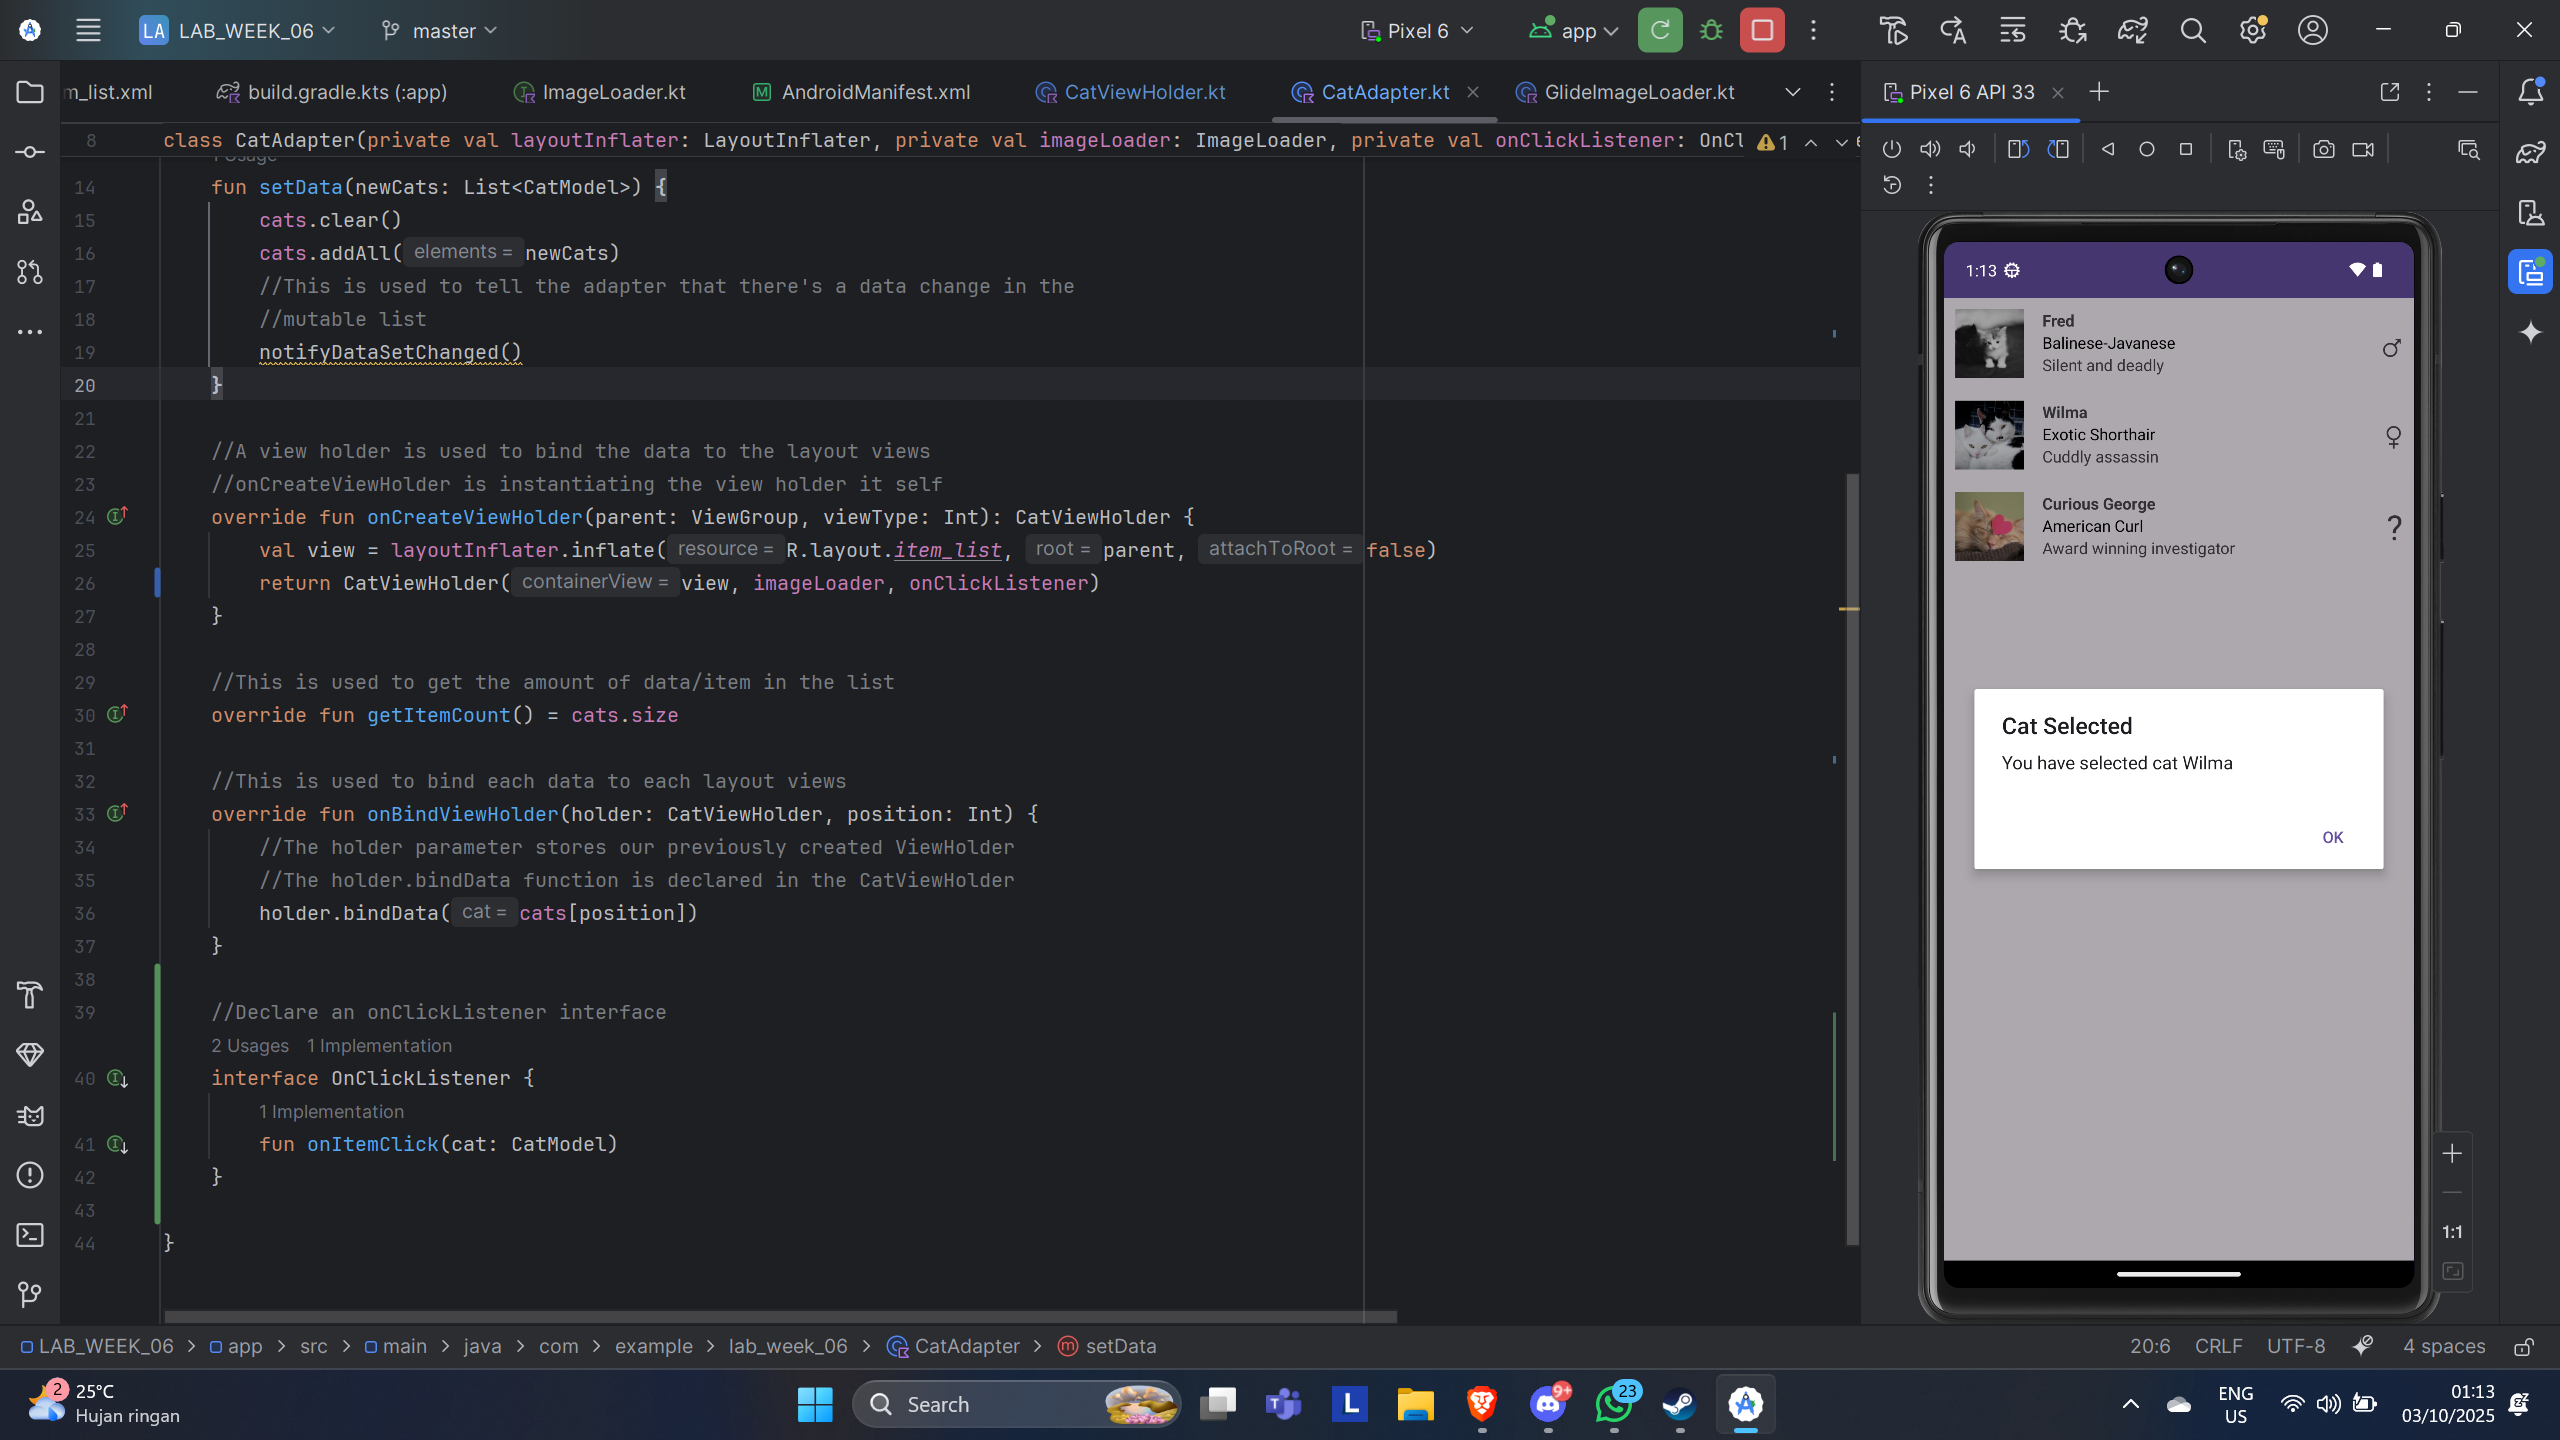 LA LAB_WEEK_06 master Pixel 6 app
m_list.xml build.gradle.kts (:app) ImageLoader.kt AndroidManifest.xml CatViewHolder.kt CatAdapter.kt GlideImageLoader.kt
8 class CatAdapter(private val layoutInflater: LayoutInflater, private val imageLoader: ImageLoader, private val onClickListener: OnCl 1
1 Usage
14 fun setData(newCats: List<CatModel>) {
15 cats.clear()
16 cats.addAll( elements = newCats)
17 //This is used to tell the adapter that there's a data change in the
18 //mutable list
19 notifyDataSetChanged()
20 }
21
22 //A view holder is used to bind the data to the layout views
23 //onCreateViewHolder is instantiating the view holder it self
24 override fun onCreateViewHolder(parent: ViewGroup, viewType: Int): CatViewHolder {
25 val view = layoutInflater.inflate( resource = R.layout.item_list, root = parent, attachToRoot = false)
26 return CatViewHolder( containerView = view, imageLoader, onClickListener)
27 }
28
29 //This is used to get the amount of data/item in the list
30 override fun getItemCount() = cats.size
31
32 //This is used to bind each data to each layout views
33 override fun onBindViewHolder(holder: CatViewHolder, position: Int) {
34 //The holder parameter stores our previously created ViewHolder
35 //The holder.bindData function is declared in the CatViewHolder
36 holder.bindData( cat = cats[position])
37 }
38
39 //Declare an onClickListener interface
2 Usages 1 Implementation
40 interface OnClickListener {
1 Implementation
41 fun onItemClick(cat: CatModel)
42 }
43
44 }
Pixel 6 API 33
1:13
Fred
Balinese-Javanese
Silent and deadly
Wilma
Exotic Shorthair
Cuddly assassin
Curious George
American Curl
Award winning investigator
?
Cat Selected
You have selected cat Wilma
OK
1:1
LAB_WEEK_06 > app > src > main > java > com > example > lab_week_06 > CatAdapter > setData
20:6 CRLF UTF-8 4 spaces
2 25°C
Hujan ringan
Search
L
9+
23
ENG
US
01:13
03/10/2025